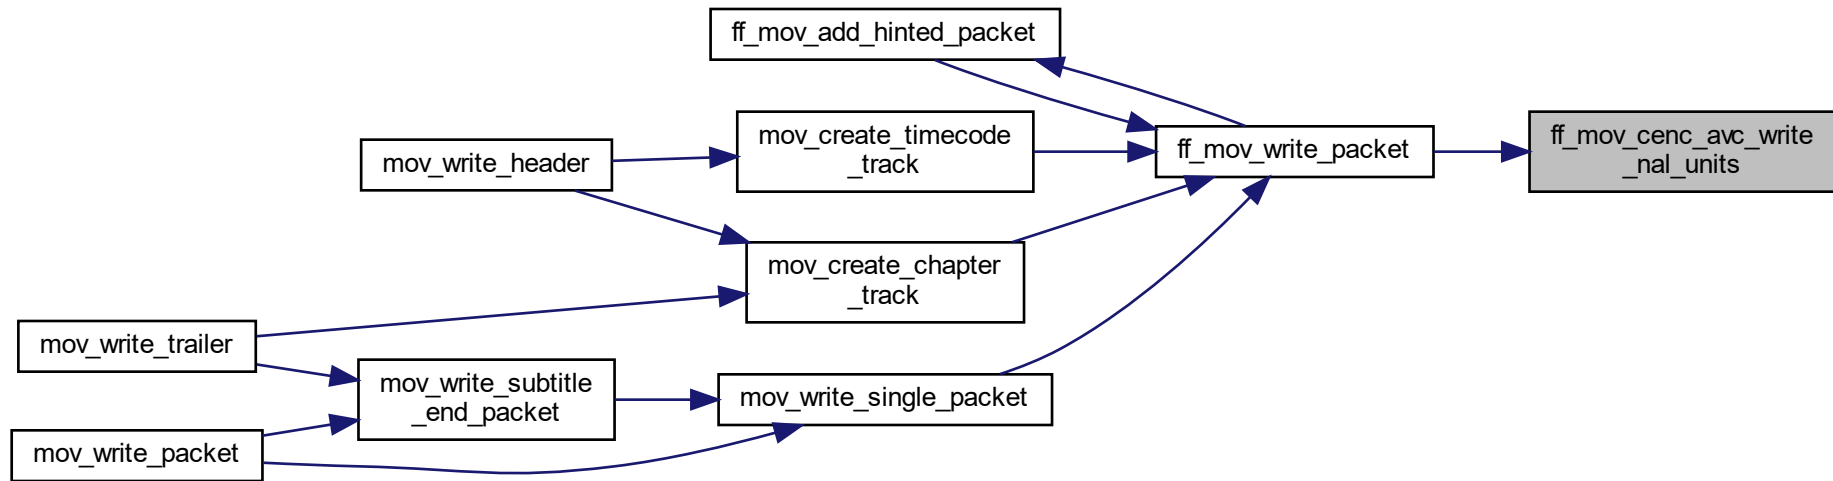 ff_mov_add_hinted_packet
mov_create_timecode
_track
ff_mov_cenc_avc_write
_nal_units
mov_write_header
ff_mov_write_packet
mov_create_chapter
_track
mov_write_trailer
mov_write_subtitle
_end_packet
mov_write_single_packet
mov_write_packet